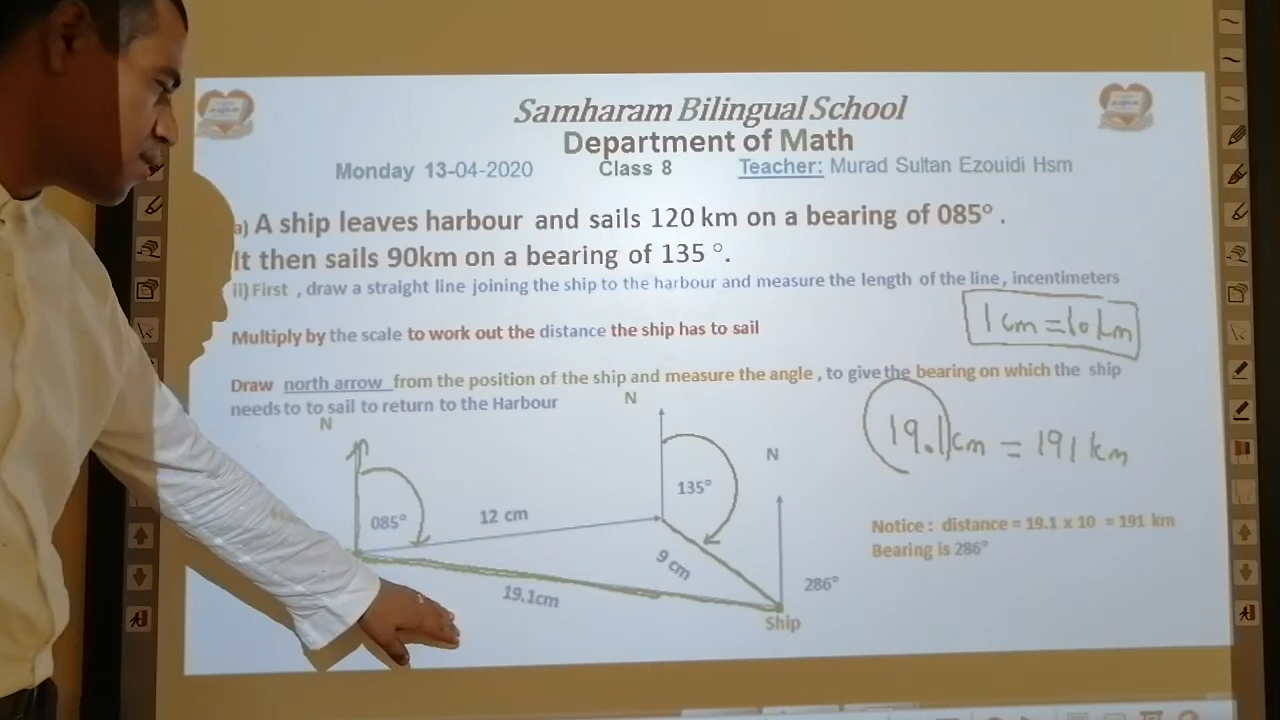 Samharam Bilingual School
Department of Math
Monday 13-04-2020 Class 8 Teacher: Murad Sultan Ezouidi Hsm
a) A ship leaves harbour and sails 120 km on a bearing of 085° .
It then sails 90km on a bearing of 135 °.
ii) First , draw a straight line joining the ship to the harbour and measure the length of the line, incentimeters
1 cm = 10 km
Multiply by the scale to work out the distance the ship has to sail
Draw north arrow from the position of the ship and measure the angle , to give the bearing on which the ship
needs to to sail to return to the Harbour
N
N
19.1 cm = 191 km
N
135°
085°
12 cm
Notice : distance = 19.1 x 10 = 191 km
Bearing is 286°
9 cm
286°
19.1cm
Ship